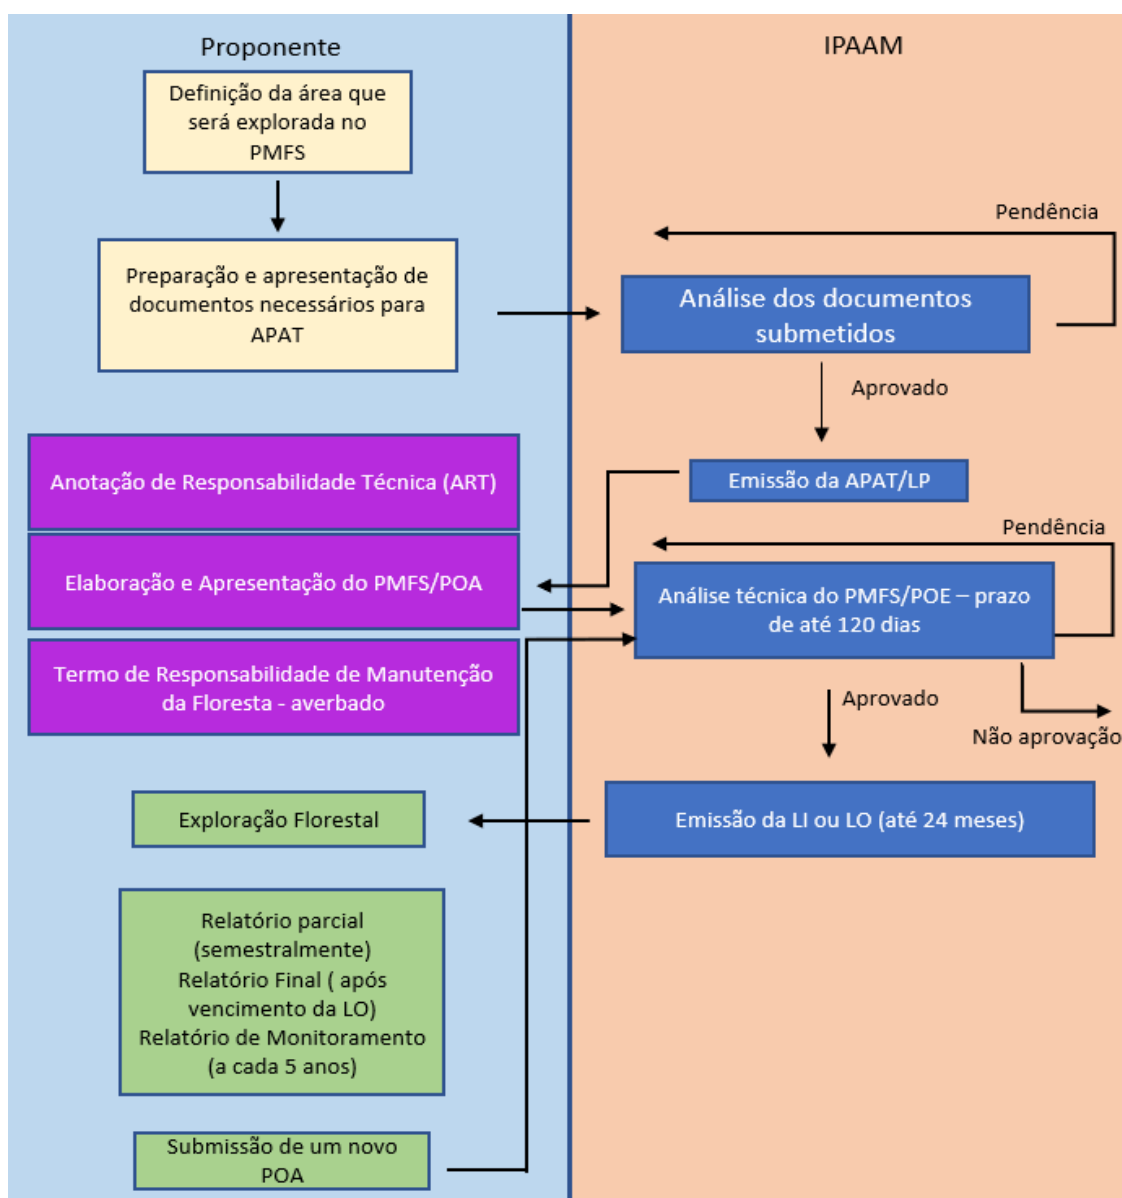 Proponente
IPAAM
Definição da área que
será explorada no
PMFS
Pendência
Preparação e apresentação de
documentos necessários para
APAT
Análise dos documentos
submetidos
Aprovado
Anotação de Responsabilidade Técnica (ART)
Emissão da APAT/LP
Pendência
Elaboração e Apresentação do PMFS/POA
Análise técnica do PMFS/POE – prazo
de até 120 dias
Termo de Responsabilidade de Manutenção
da Floresta - averbado
Aprovado
Não aprovação
Exploração Florestal
Emissão da LI ou LO (até 24 meses)
Relatório parcial
(semestralmente)
Relatório Final ( após
vencimento da LO)
Relatório de Monitoramento
(a cada 5 anos)
Submissão de um novo
POA